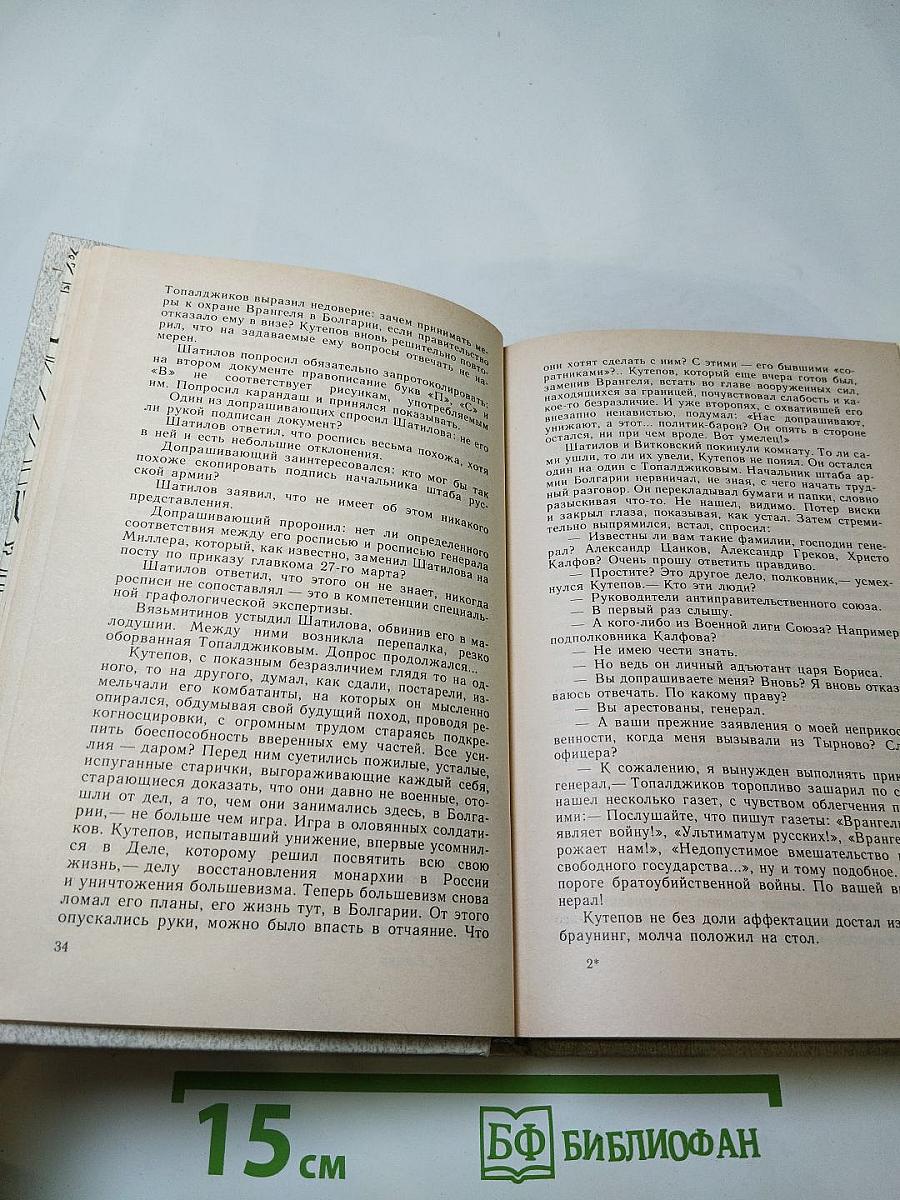 Топалджиков выразил недоверие: зачем принимать ме-
ры к охране Врангеля в Болгарии, если правительство
отказало ему в визе? Кутепов вновь решительно повто-
рил, что на задаваемые ему вопросы отвечать не на-
мерен.
Шатилов попросил обязательно запротоколировать:
на втором документе правописание букв «П», «С» и
«В» не соответствует рисункам, употребляемым
им. Попросил карандаш и принялся показывать.
Один из допрашивающих спросил Шатилова: не его
ли рукой подписан документ?
Шатилов ответил, что роспись весьма похожа, хотя
в ней и есть небольшие отклонения.
Допрашивающий заинтересовался: кто мог бы так
похоже скопировать подпись начальника штаба рус-
ской армии?
Шатилов заявил, что не имеет об этом никакого
представления.
Допрашивающий проронил: нет ли определенного
соответствия между его росписью и росписью генерала
Миллера, который, как известно, заменил Шатилова на
посту по приказу главкома 27-го марта?
Шатилов ответил, что этого он не знает, никогда
росписи не сопоставлял — это в компетенции специаль-
ной графологической экспертизы.
Вязьмитинов устыдил Шатилова, обвинив его в ма-
лодушии. Между ними возникла перепалка, резко
оборванная Топалджиковым. Допрос продолжался...
Кутепов, с показным безразличием глядя то на од-
ного, то на другого, думал, как сдали, постарели, из-
мельчали его комбатанты, на которых он мысленно
опирался, обдумывая свой будущий поход, проводя ре-
когносцировки, с огромным трудом стараясь подкре-
пить боеспособность вверенных ему частей. Все уси-
лия — даром? Перед ним суетились пожилые, усталые,
испуганные старички, выгораживающие каждый себя,
старающиеся доказать, что они давно не военные, ото-
шли от дел, а то, чем они занимались здесь, в Болга-
рии,— не больше чем игра. Игра в оловянных солдати-
ков. Кутепов, испытавший унижение, впервые усомнил-
ся в Деле, которому решил посвятить всю свою
жизнь,— делу восстановления монархии в России
и уничтожения большевизма. Теперь большевизм снова
ломал его планы, его жизнь тут, в Болгарии. От этого
опускались руки, можно было впасть в отчаяние. Что
34
они хотят сделать с ним? С этими — его бывшими «со-
ратниками»?.. Кутепов, который еще вчера готов был,
заменив Врангеля, встать во главе вооруженных сил,
находящихся за границей, почувствовал слабость и ка-
кое-то безразличие. И уже второпях, с охватившей его
внезапно ненавистью, подумал: «Нас допрашивают,
унижают, а этот... политик-барон? Он опять в стороне
остался, ни при чем вроде. Вот умелец!»
Шатилов и Витковский покинули комнату. То ли са-
ми ушли, то ли их увели, Кутепов не понял. Он остался
один на один с Топалджиковым. Начальник штаба ар-
мии Болгарии нервничал, не зная, с чего начать труд-
ный разговор. Он перекладывал бумаги и папки, словно
разыскивая что-то. Не нашел, видимо. Потер виски
и закрыл глаза, показывая, как устал. Затем стреми-
тельно выпрямился, встал, спросил:
— Известны ли вам такие фамилии, господин гене-
рал? Александр Цанков, Александр Греков, Христо
Калфов? Очень прошу ответить правдиво.
— Простите? Это другое дело, полковник,— усмех-
нулся Кутепов.— Кто эти люди?
— Руководители антиправительственного союза.
— В первый раз слышу.
— А кого-либо из Военной лиги Союза? Например
подполковника Калфова?
— Не имею чести знать.
— Но ведь он личный адъютант царя Бориса.
— Вы допрашиваете меня? Вновь? Я вновь отказ
ваюсь отвечать. По какому праву?
— Вы арестованы, генерал.
— А ваши прежние заявления о моей неприкос
венности, когда меня вызывали из Тырново? Сл
офицера?
— К сожалению, я вынужден выполнять прик
генерал,— Топалджиков торопливо зашарил по с
нашел несколько газет, с чувством облегчения п
ими:— Послушайте, что пишут газеты: «Врангель
являет войну!», «Ультиматум русских!», «Вранге
рожает нам!», «Недопустимое вмешательство
свободного государства...», ну и тому подобное.
пороге братоубийственной войны. По вашей в
нерал!
Кутепов не без доли аффектации достал из
браунинг, молча положил на стол.
2*
15 см
БФ БИБЛИОФАН